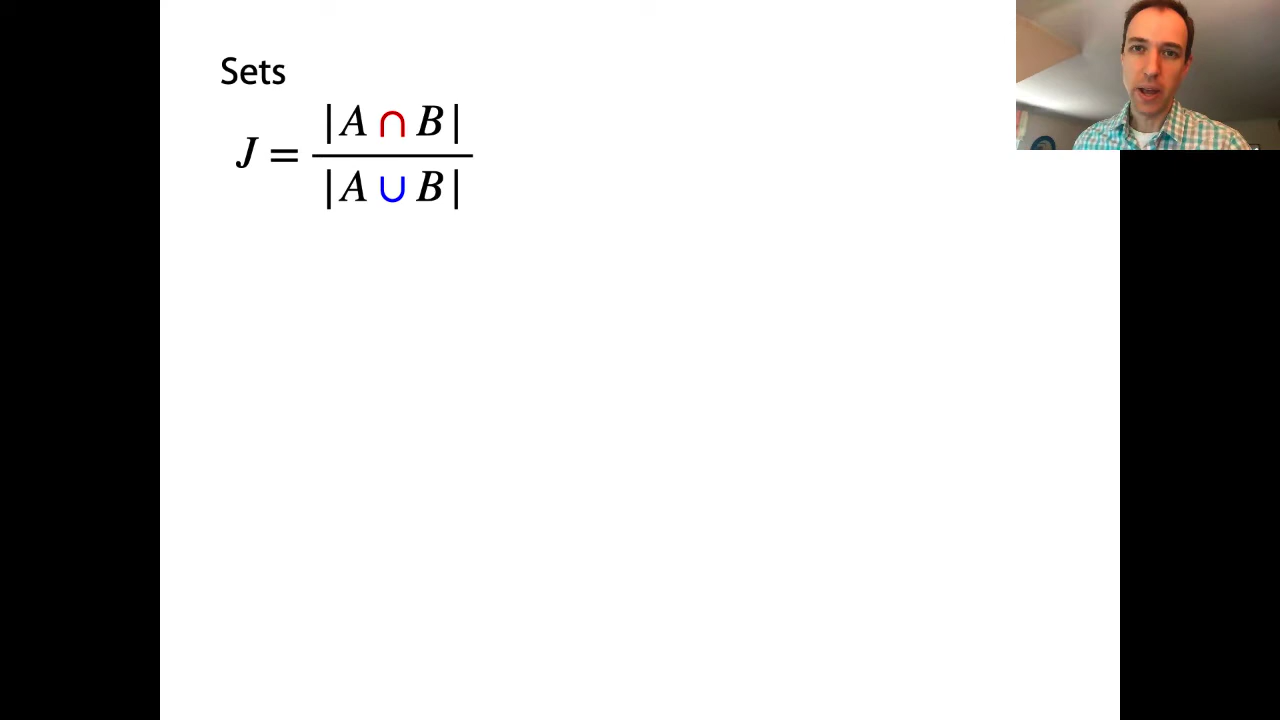 Sets
J = |A ∩ B| / |A ∪ B|